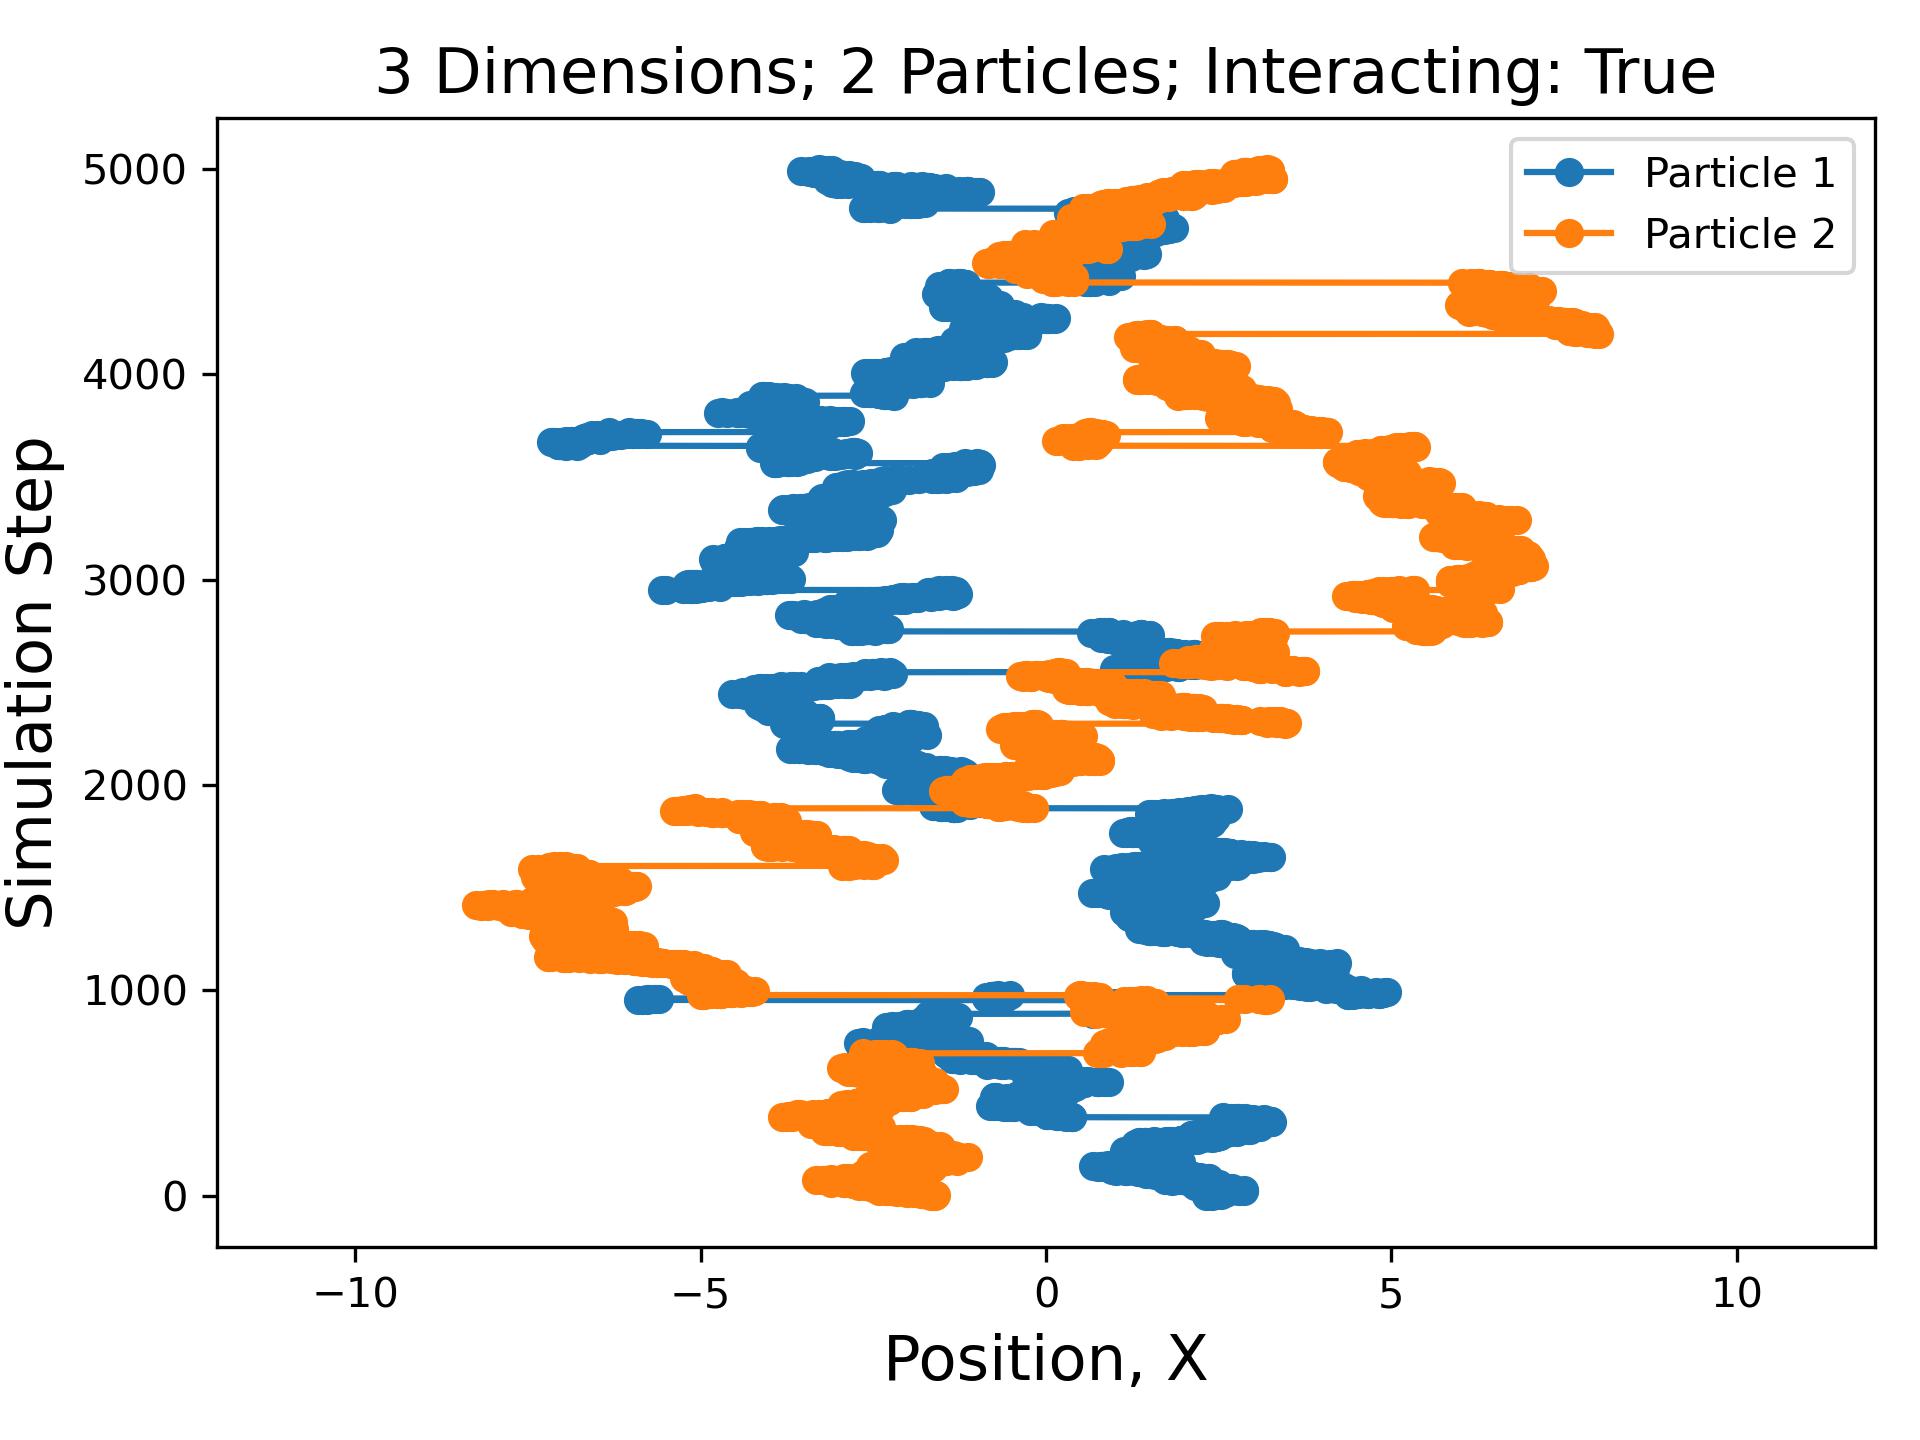 3 Dimensions; 2 Particles; Interacting: True
Particle 1
Particle 2
Simulation Step
5000
4000
3000
2000
1000
0
−10
−5
0
5
10
Position, X